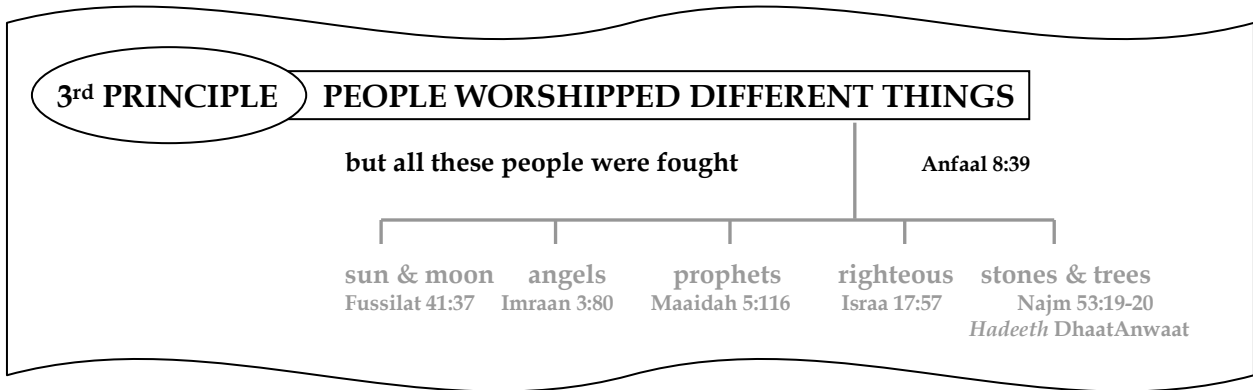 3rd PRINCIPLE PEOPLE WORSHIPPED DIFFERENT THINGS
but all these people were fought Anfaal 8:39
sun & moon angels prophets righteous stones & trees
Fussilat 41:37 Imraan 3:80 Maaidah 5:116 Israa 17:57 Najm 53:19-20
Hadeeth DhaatAnwaat